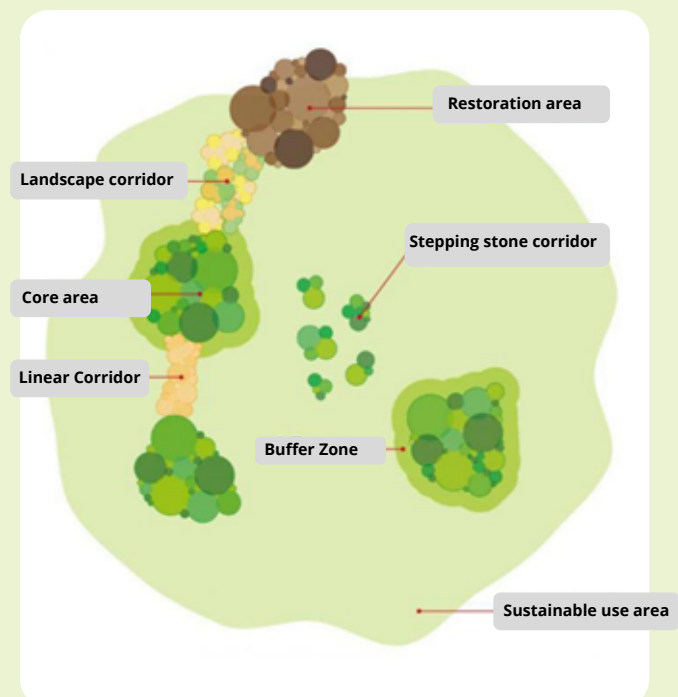 Restoration area
Landscape corridor
Stepping stone corridor
Core area
Linear Corridor
Buffer Zone
Sustainable use area